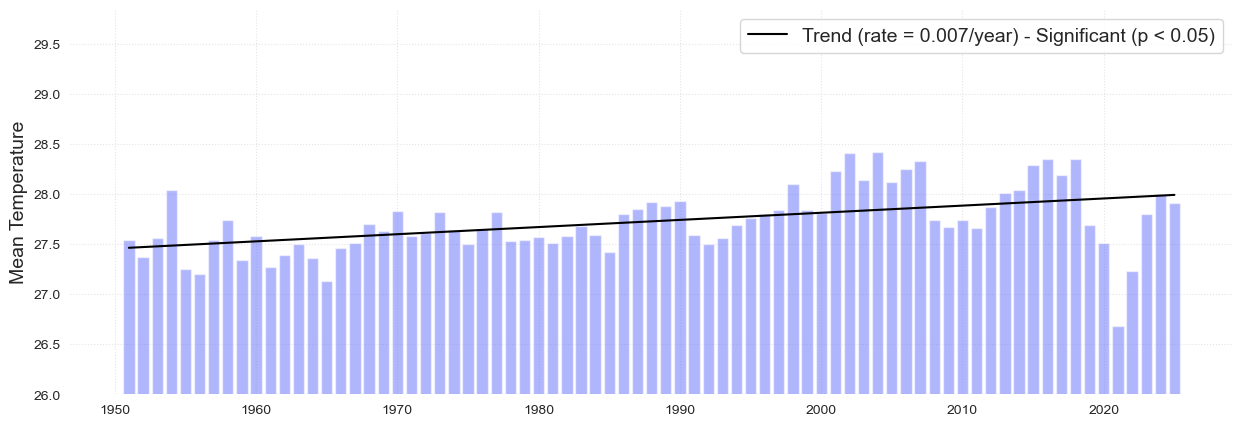 Trend (rate = 0.007/year) - Significant (p < 0.05)
Mean Temperature
29.5
29.0
28.5
28.0
27.5
27.0
26.5
26.0
1950 1960 1970 1980 1990 2000 2010 2020